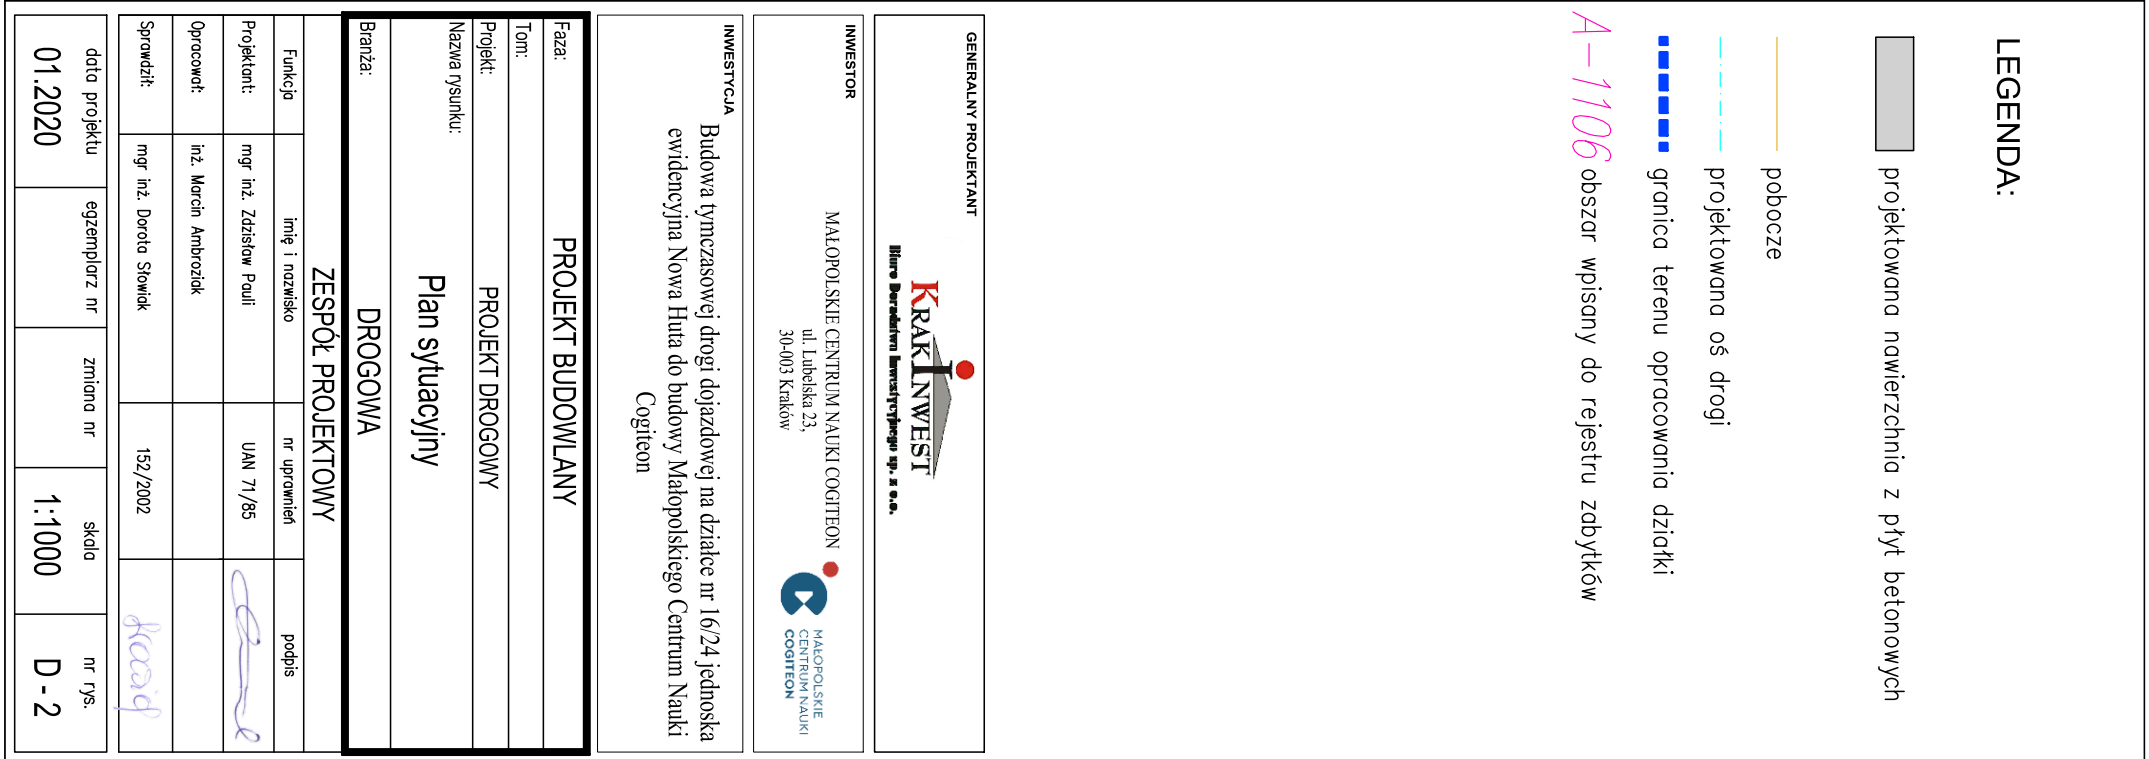 LEGENDA:
projektowana nawierzchnia z płyt betonowych
pobocze
projektowana oś drogi
granica terenu opracowania działki
A-1106 obszar wpisany do rejestru zabytków
GENERALNY PROJEKTANT
KRAKINWEST
Biuro Doradztwa Inwestycyjnego sp. z o.o.
INWESTOR
MAŁOPOLSKIE CENTRUM NAUKI COGITEON
ul. Lubelska 23,
30-003 Kraków
MAŁOPOLSKIE
CENTRUM NAUKI
COGITEON
INWESTYCJA
Budowa tymczasowej drogi dojazdowej na działce nr 16/24 jednoska
ewidencyjna Nowa Huta do budowy Małopolskiego Centrum Nauki
Cogiteon
Faza: PROJEKT BUDOWLANY
Tom:
Projekt: PROJEKT DROGOWY
Nazwa rysunku: Plan sytuacyjny
Branża: DROGOWA
ZESPÓŁ PROJEKTOWY
Funkcja imię i nazwisko nr uprawnień podpis
Projektant: mgr inż. Zdzisław Pauli UAN 71/85
Opracował: inż. Marcin Ambroziak
Sprawdził: mgr inż. Dorota Słowiak 152/2002
data projektu egzemplarz nr zmiana nr skala nr rys.
01.2020 1:1000 D - 2